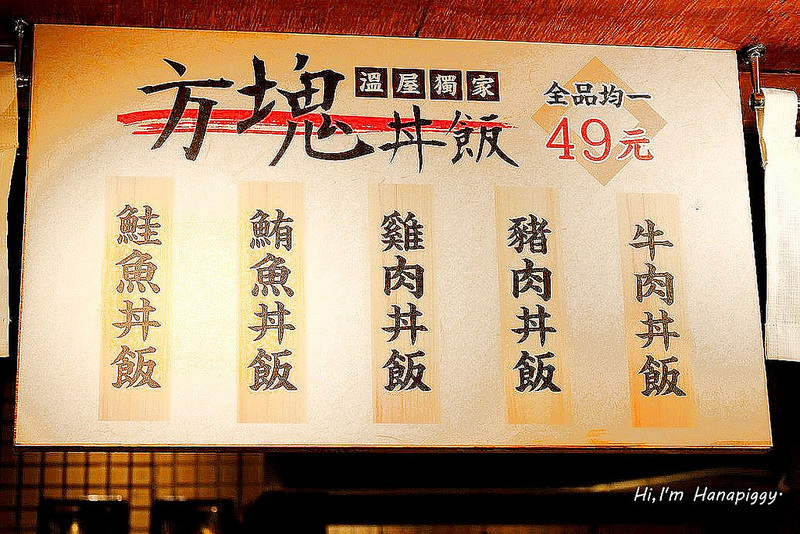 溫屋獨家
方塊丼飯
全品均一
49元
牛肉丼飯
豬肉丼飯
雞肉丼飯
鮪魚丼飯
鮭魚丼飯
Hi,I'm Hanapiggy.